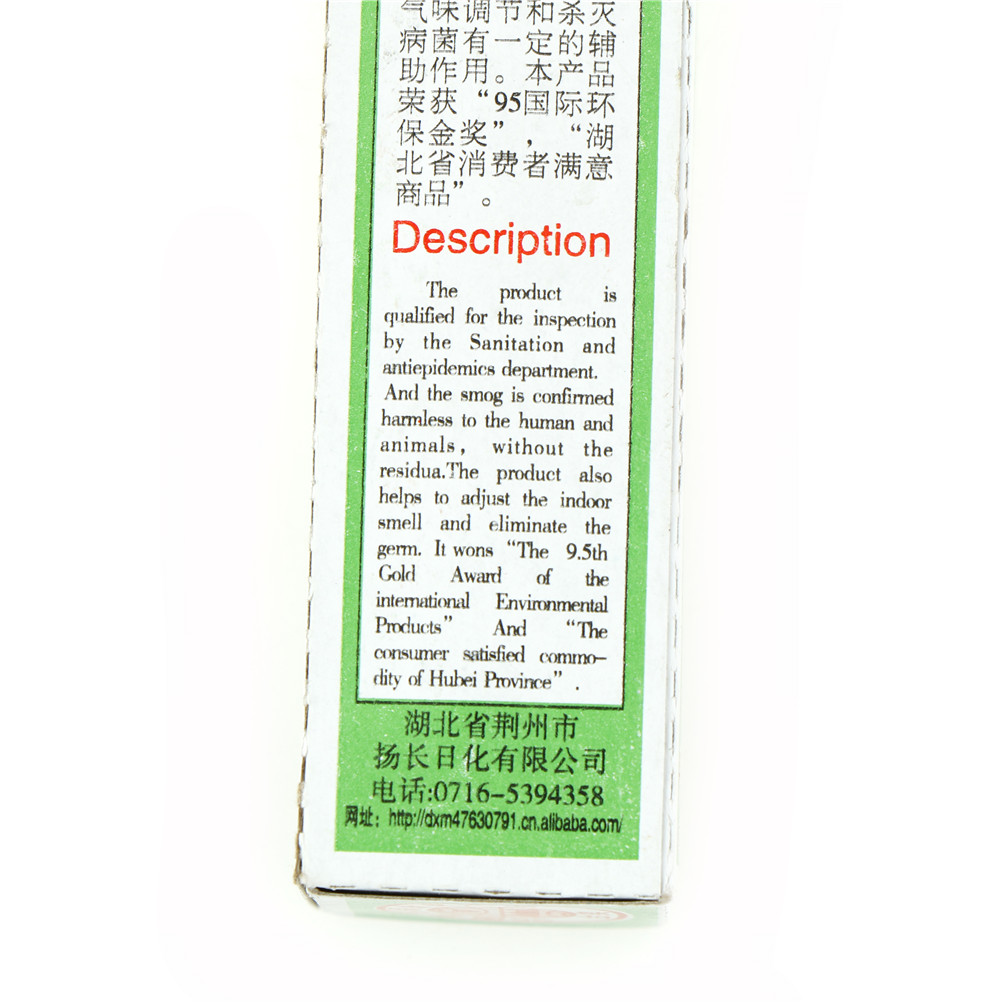 气味调节和杀灭
病菌有一定的辅
助作用。本产品
荣获“95国际环
保金奖”，“湖
北省消费者满意
商品”。
Description
The product is
qualified for the inspection
by the Sanitation and
antiepidemics department.
And the smog is confirmed
harmless to the human and
animals, without the
residua.The product also
helps to adjust the indoor
smell and eliminate the
germ. It wons “The 9.5th
Gold Award of the
international Environmental
Products” And “The
consumer satisfied commo-
dity of Hubei Province” .
湖北省荆州市
扬长日化有限公司
电话:0716-5394358
网址：http://dxm47630791.cn.alibaba.com/